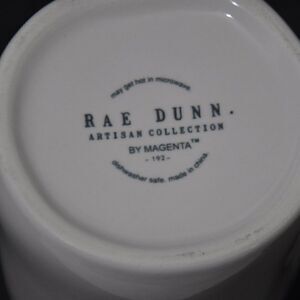 may get hot in microwave.
RAE DUNN.
ARTISAN COLLECTION
BY MAGENTA™
- 192 -
dishwasher safe. made in china.